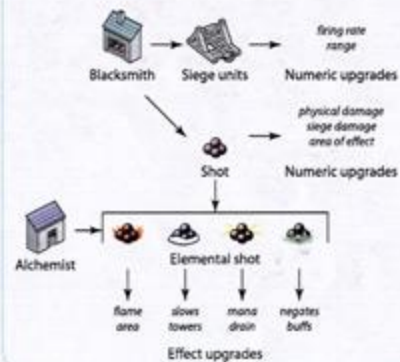 firing rate
range
Blacksmith
Siege units
Numeric upgrades
physical damage
siege damage
area of effect
Shot
Numeric upgrades
Alchemist
Elemental shot
flame
area
slows
towers
mana
drain
negates
buffs
Effect upgrades